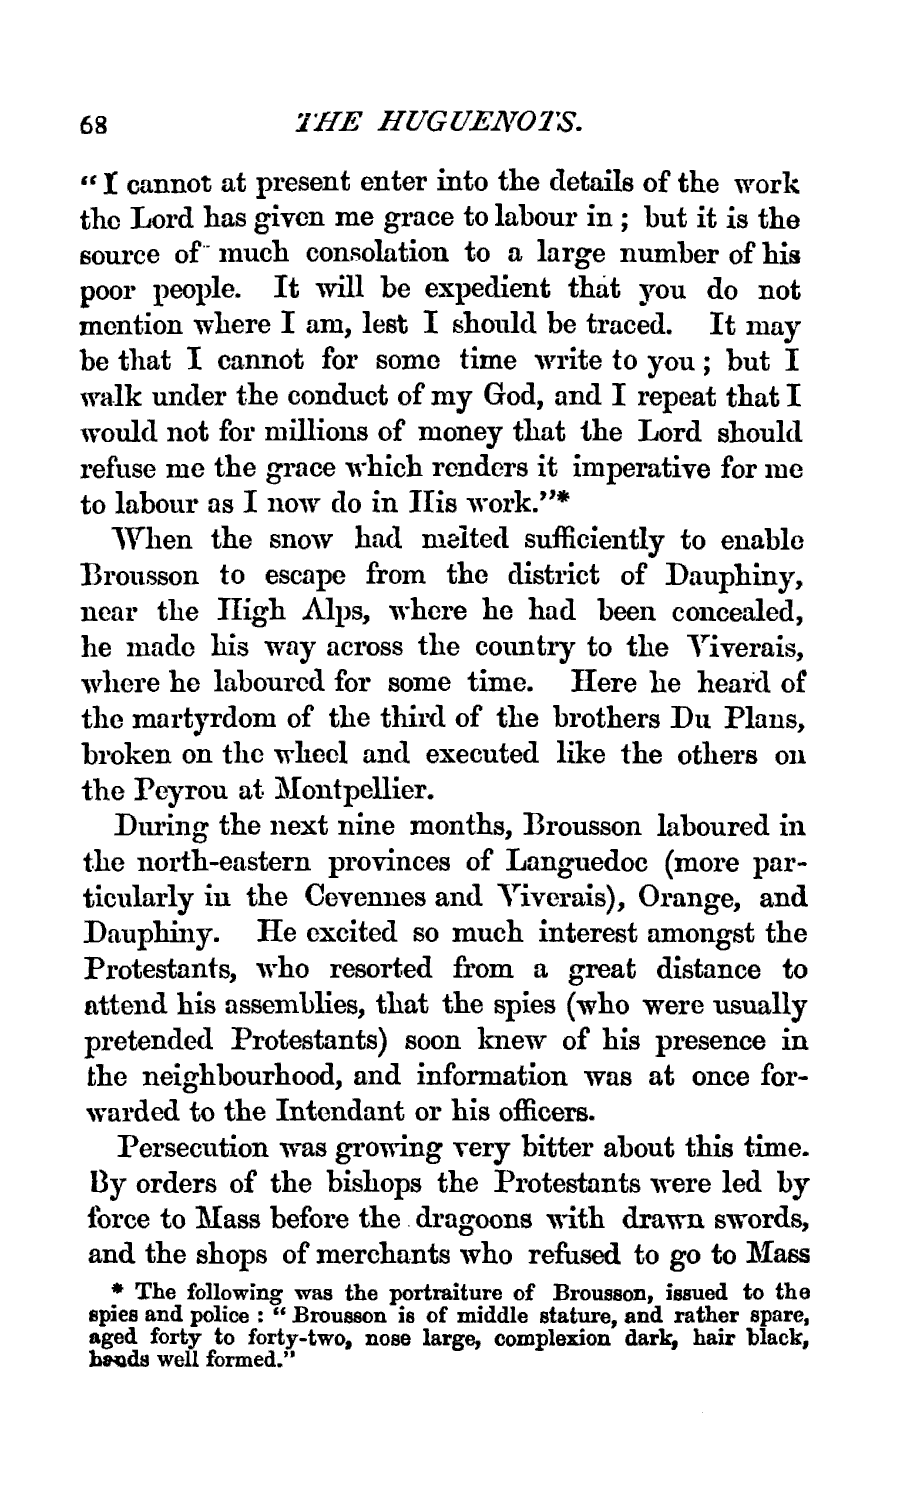 68 THE HUGUENOTS.
“I cannot at present enter into the details of the work
the Lord has given me grace to labour in ; but it is the
source of much consolation to a large number of his
poor people. It will be expedient that you do not
mention where I am, lest I should be traced. It may
be that I cannot for some time write to you ; but I
walk under the conduct of my God, and I repeat that I
would not for millions of money that the Lord should
refuse me the grace which renders it imperative for me
to labour as I now do in His work.”*
When the snow had melted sufficiently to enable
Brousson to escape from the district of Dauphiny,
near the High Alps, where he had been concealed,
he made his way across the country to the Viverais,
where he laboured for some time. Here he heard of
the martyrdom of the third of the brothers Du Plans,
broken on the wheel and executed like the others on
the Peyrou at Montpellier.
During the next nine months, Brousson laboured in
the north-eastern provinces of Languedoc (more par-
ticularly in the Cevennes and Viverais), Orange, and
Dauphiny. He excited so much interest amongst the
Protestants, who resorted from a great distance to
attend his assemblies, that the spies (who were usually
pretended Protestants) soon knew of his presence in
the neighbourhood, and information was at once for-
warded to the Intendant or his officers.
Persecution was growing very bitter about this time.
By orders of the bishops the Protestants were led by
force to Mass before the dragoons with drawn swords,
and the shops of merchants who refused to go to Mass
* The following was the portraiture of Brousson, issued to the
spies and police : “ Brousson is of middle stature, and rather spare,
aged forty to forty-two, nose large, complexion dark, hair black,
hands well formed.”